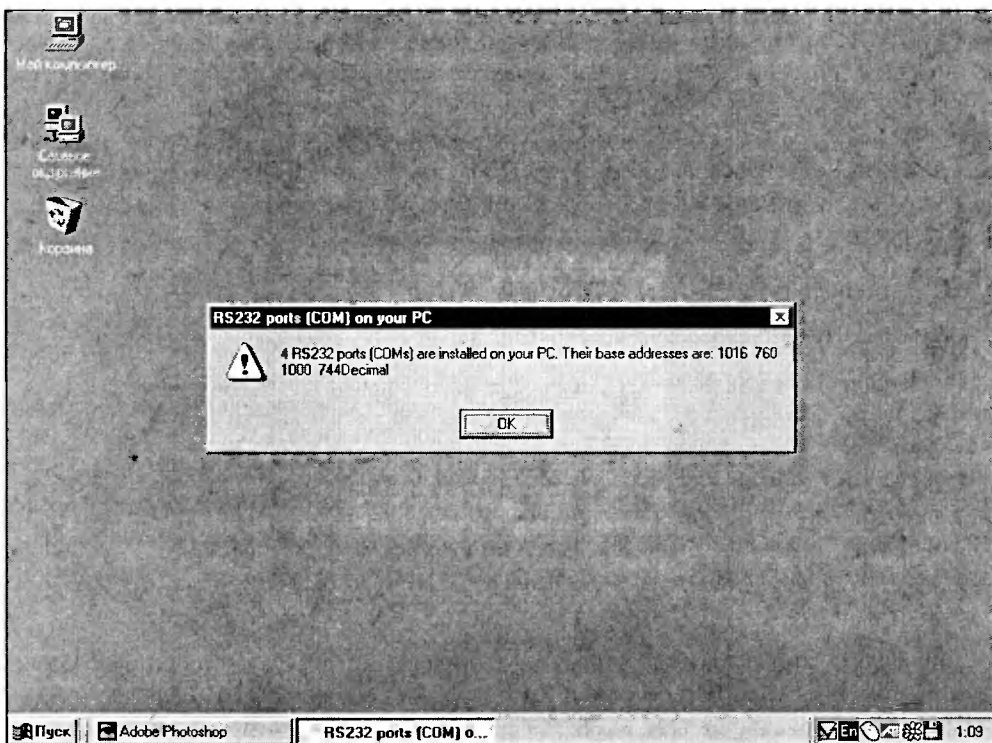 Мой компьютер
Сетевое
окружение
Корзина
RS232 ports (COM) on your PC
4 RS232 ports (COMs) are installed on your PC. Their base addresses are: 1016 760
1000 744Decimal
OK
Пуск
Adobe Photoshop
RS232 ports (COM) o...
En
1:09